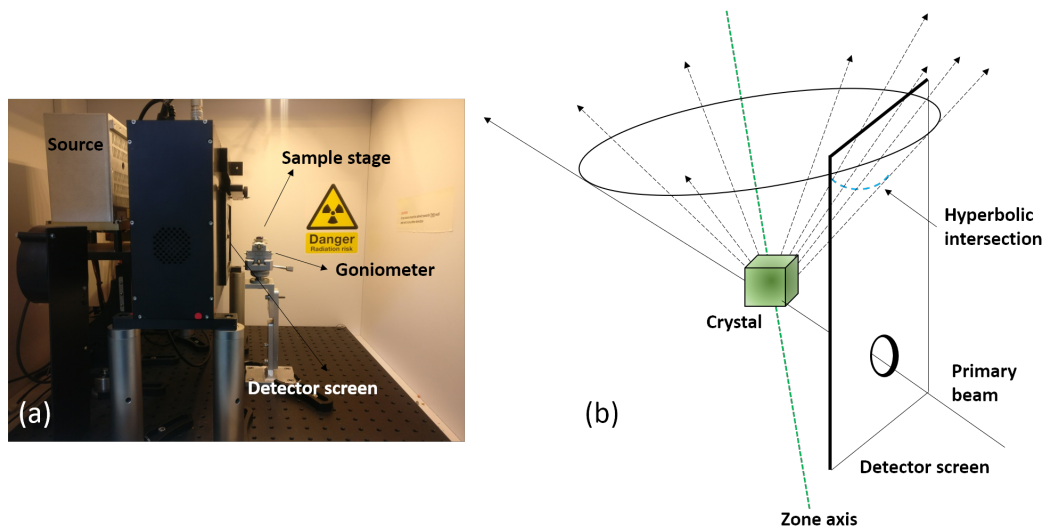 Source
Sample stage
Danger
Radiation risk
Goniometer
Detector screen
(a)
Hyperbolic
intersection
Crystal
Primary
beam
(b)
Detector screen
Zone axis